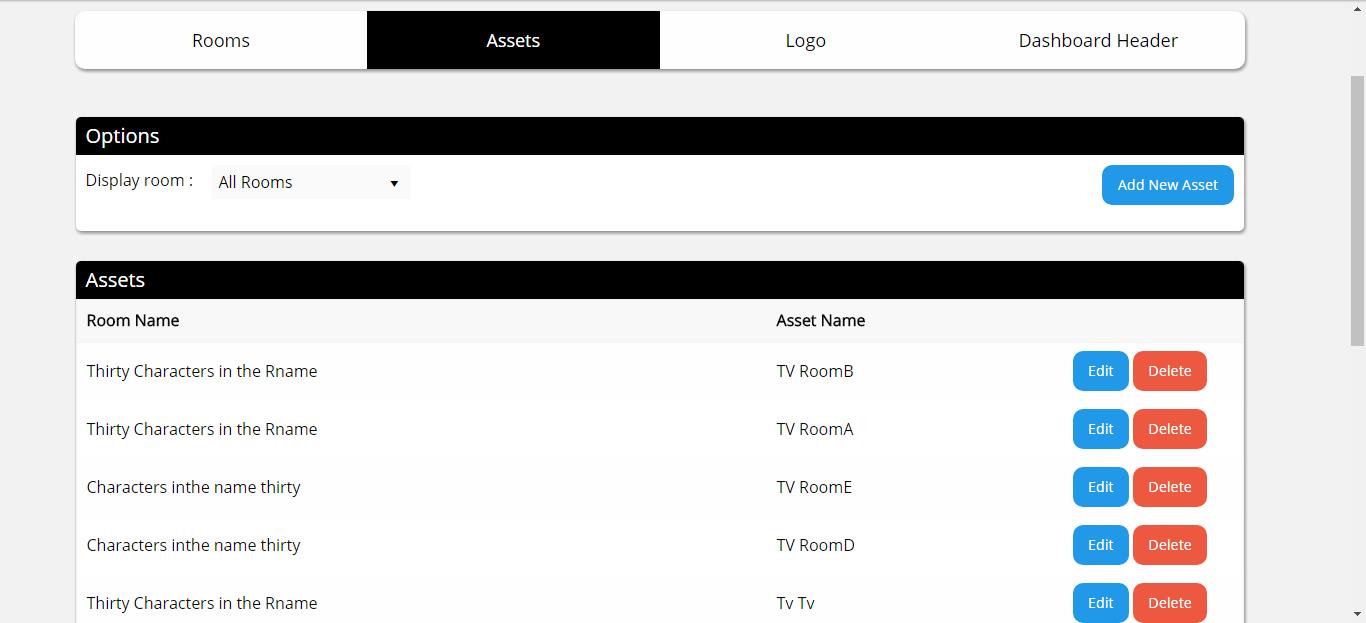 Rooms Assets Logo Dashboard Header
Options
Display room : All Rooms Add New Asset
Assets
Room Name Asset Name
Thirty Characters in the Rname TV RoomB Edit Delete
Thirty Characters in the Rname TV RoomA Edit Delete
Characters inthe name thirty TV RoomE Edit Delete
Characters inthe name thirty TV RoomD Edit Delete
Thirty Characters in the Rname Tv Tv Edit Delete